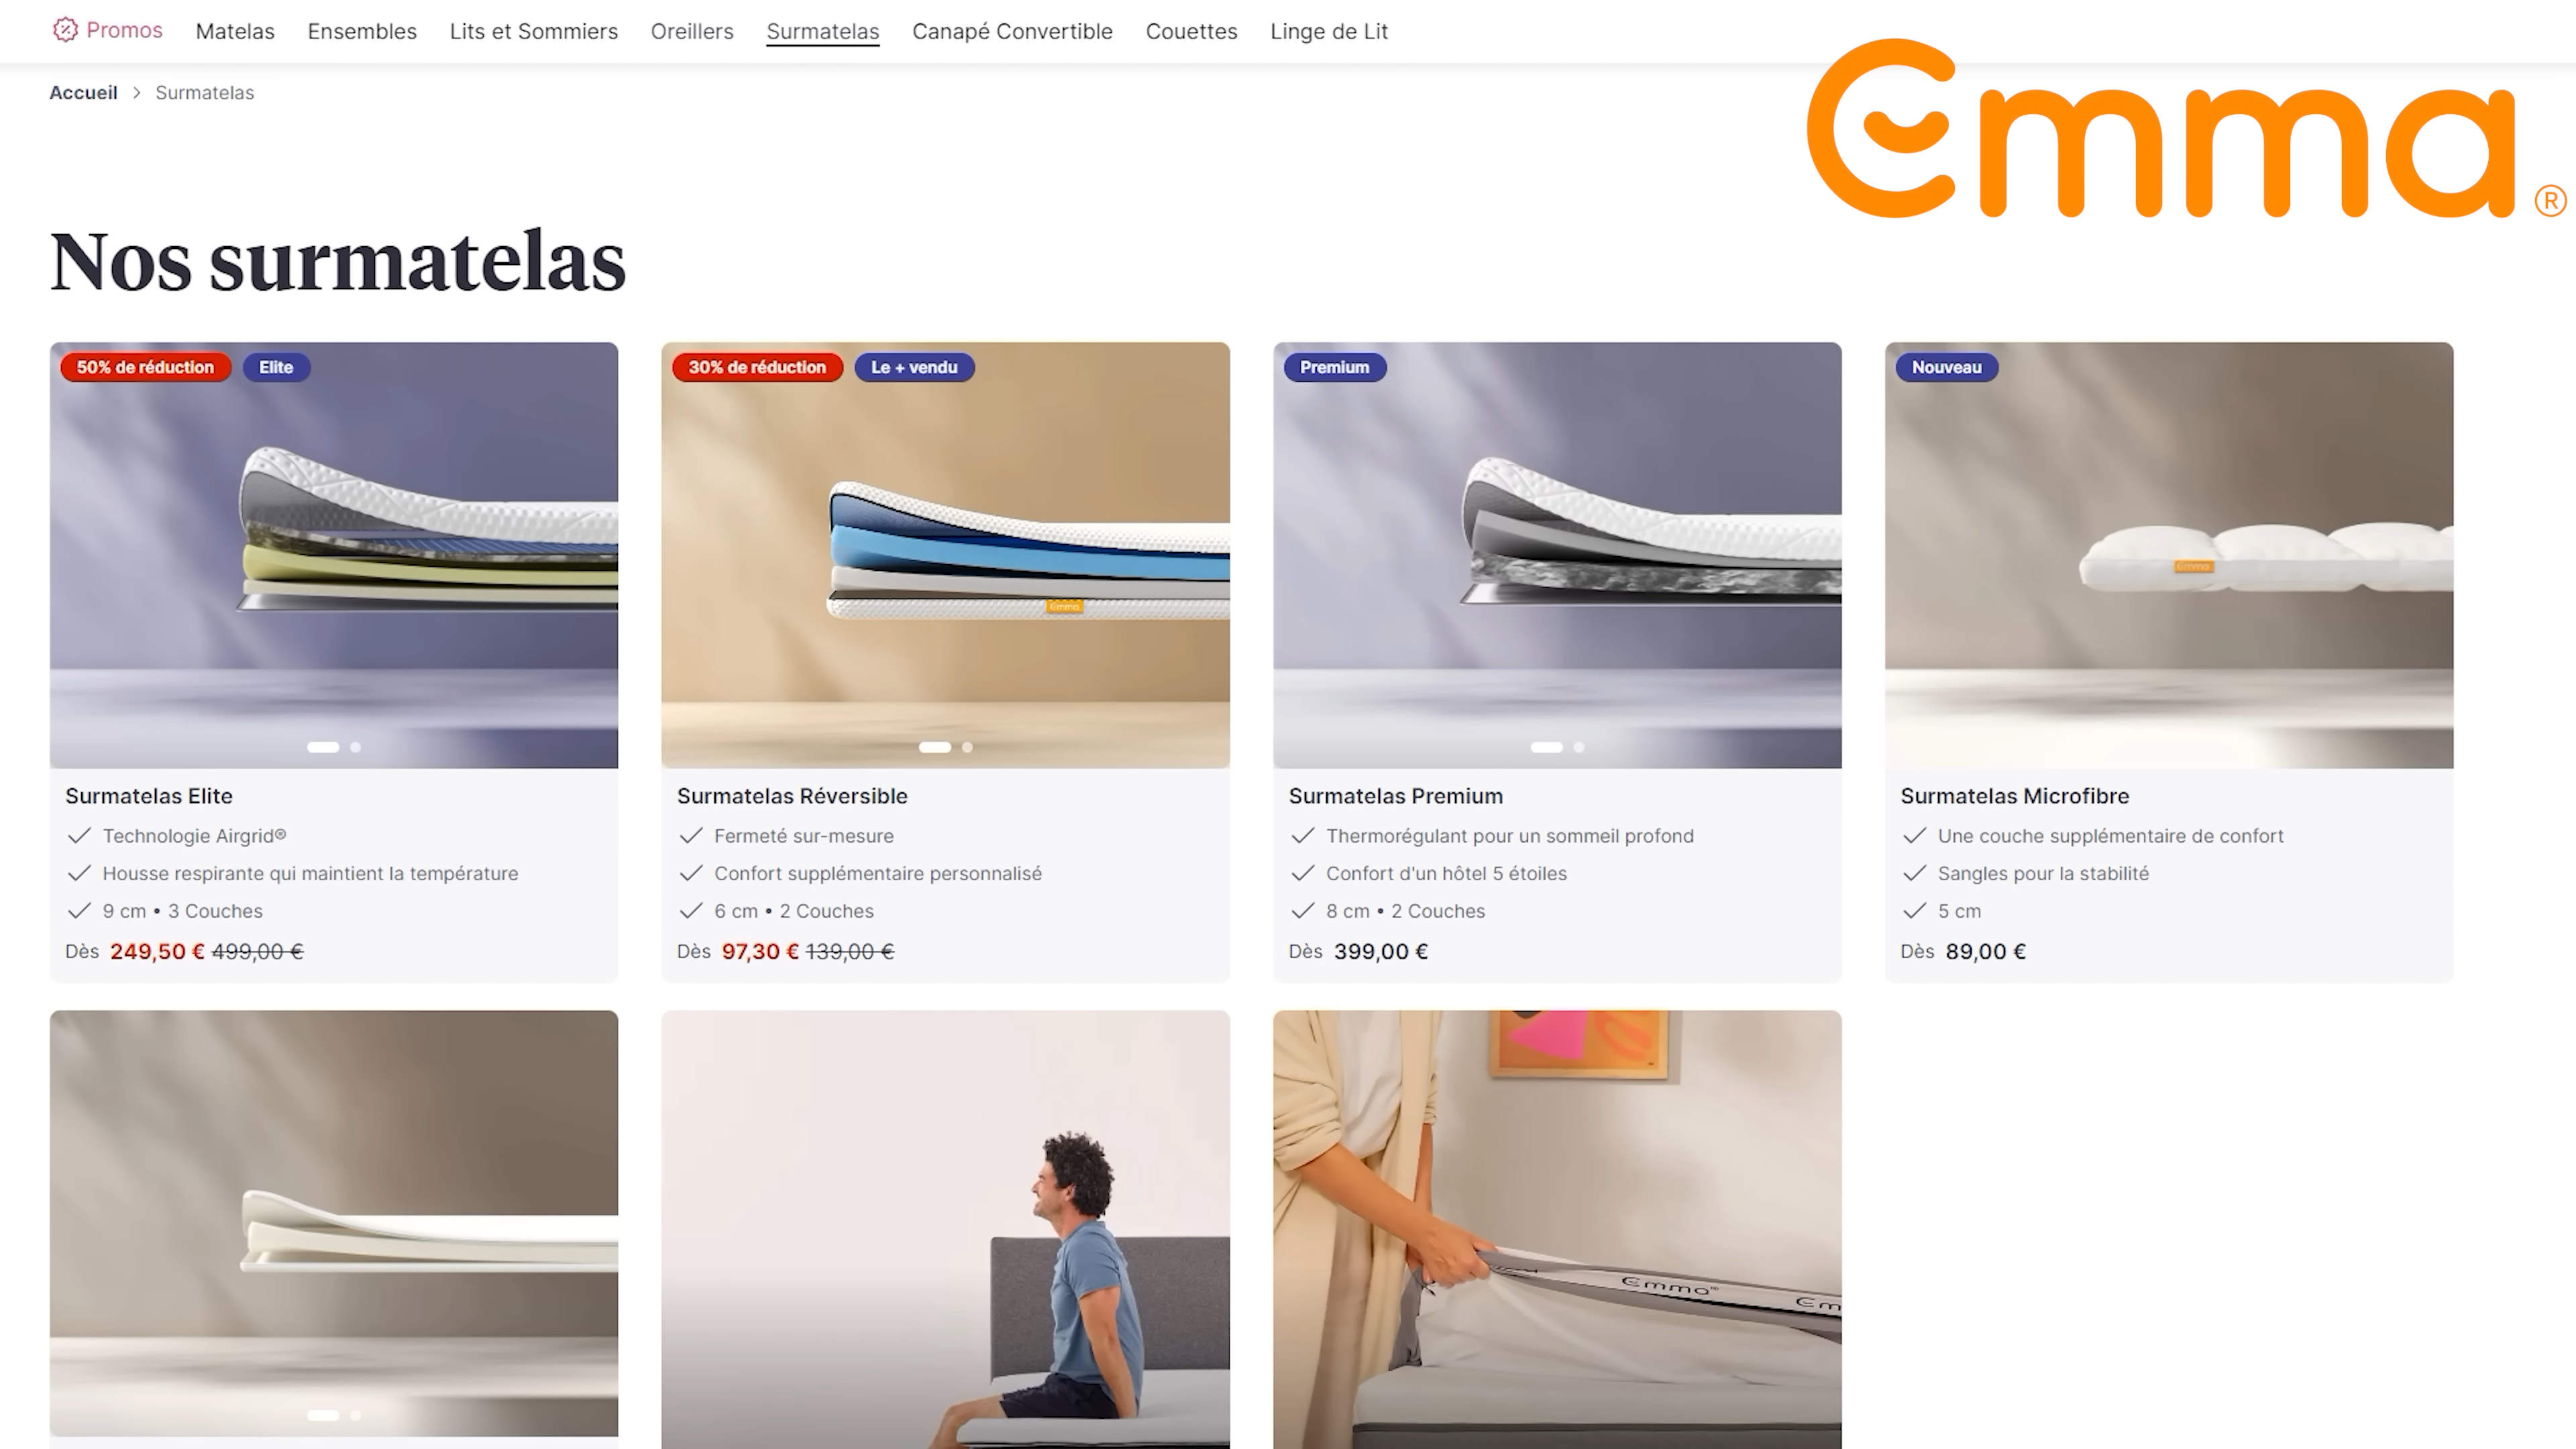 Promos Matelas Ensembles Lits et Sommiers Oreillers Surmatelas Canapé Convertible Couettes Linge de Lit
Accueil > Surmatelas
emma®
Nos surmatelas
50% de réduction Elite
30% de réduction Le + vendu
Premium
Nouveau
Emma
Emma
Surmatelas Elite
Technologie Airgrid®
Housse respirante qui maintient la température
9 cm • 3 Couches
Dès 249,50 € 499,00 €
Surmatelas Réversible
Fermeté sur-mesure
Confort supplémentaire personnalisé
6 cm • 2 Couches
Dès 97,30 € 139,00 €
Surmatelas Premium
Thermorégulant pour un sommeil profond
Confort d'un hôtel 5 étoiles
8 cm • 2 Couches
Dès 399,00 €
Surmatelas Microfibre
Une couche supplémentaire de confort
Sangles pour la stabilité
5 cm
Dès 89,00 €
emma® em